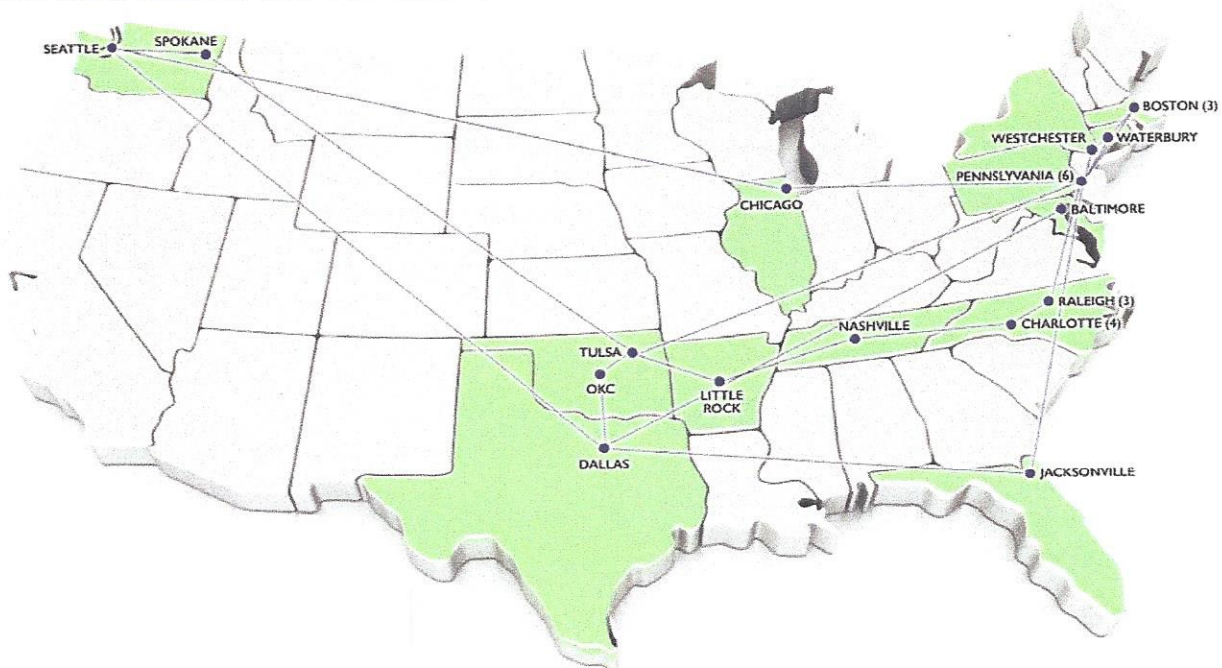 SEATTLE
SPOKANE
BOSTON (3)
WESTCHESTER
WATERBURY
PENNSLYVANIA (6)
CHICAGO
BALTIMORE
RALEIGH (3)
NASHVILLE
CHARLOTTE (4)
TULSA
OKC
LITTLE
ROCK
DALLAS
JACKSONVILLE